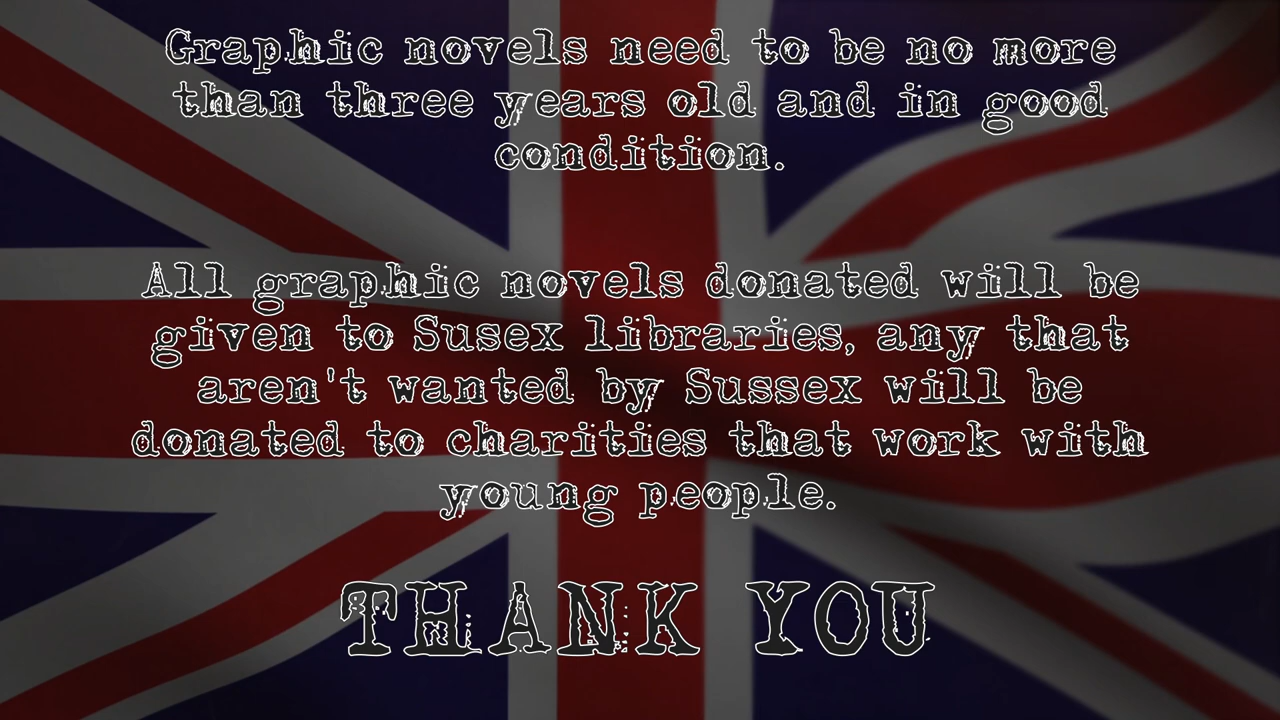 Graphic novels need to be no more
than three years old and in good
condition.
All graphic novels donated will be
given to Susex libraries, any that
aren't wanted by Sussex will be
donated to charities that work with
young people.
THANK YOU